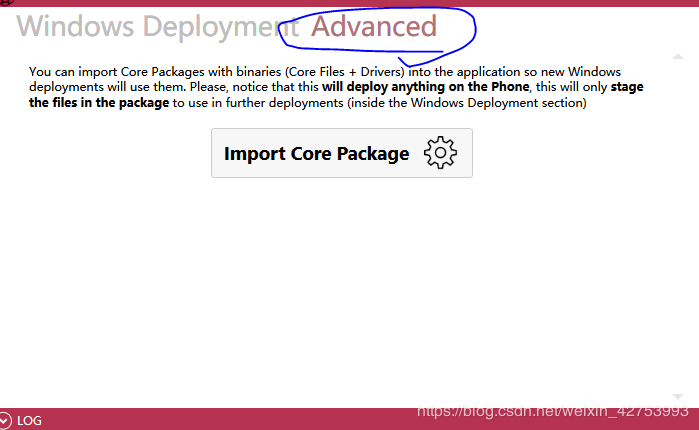 Windows Deployment Advanced
You can import Core Packages with binaries (Core Files + Drivers) into the application so new Windows
deployments will use them. Please, notice that this will deploy anything on the Phone, this will only stage
the files in the package to use in further deployments (inside the Windows Deployment section)
Import Core Package
LOG
https://blog.csdn.net/weixin_42753993